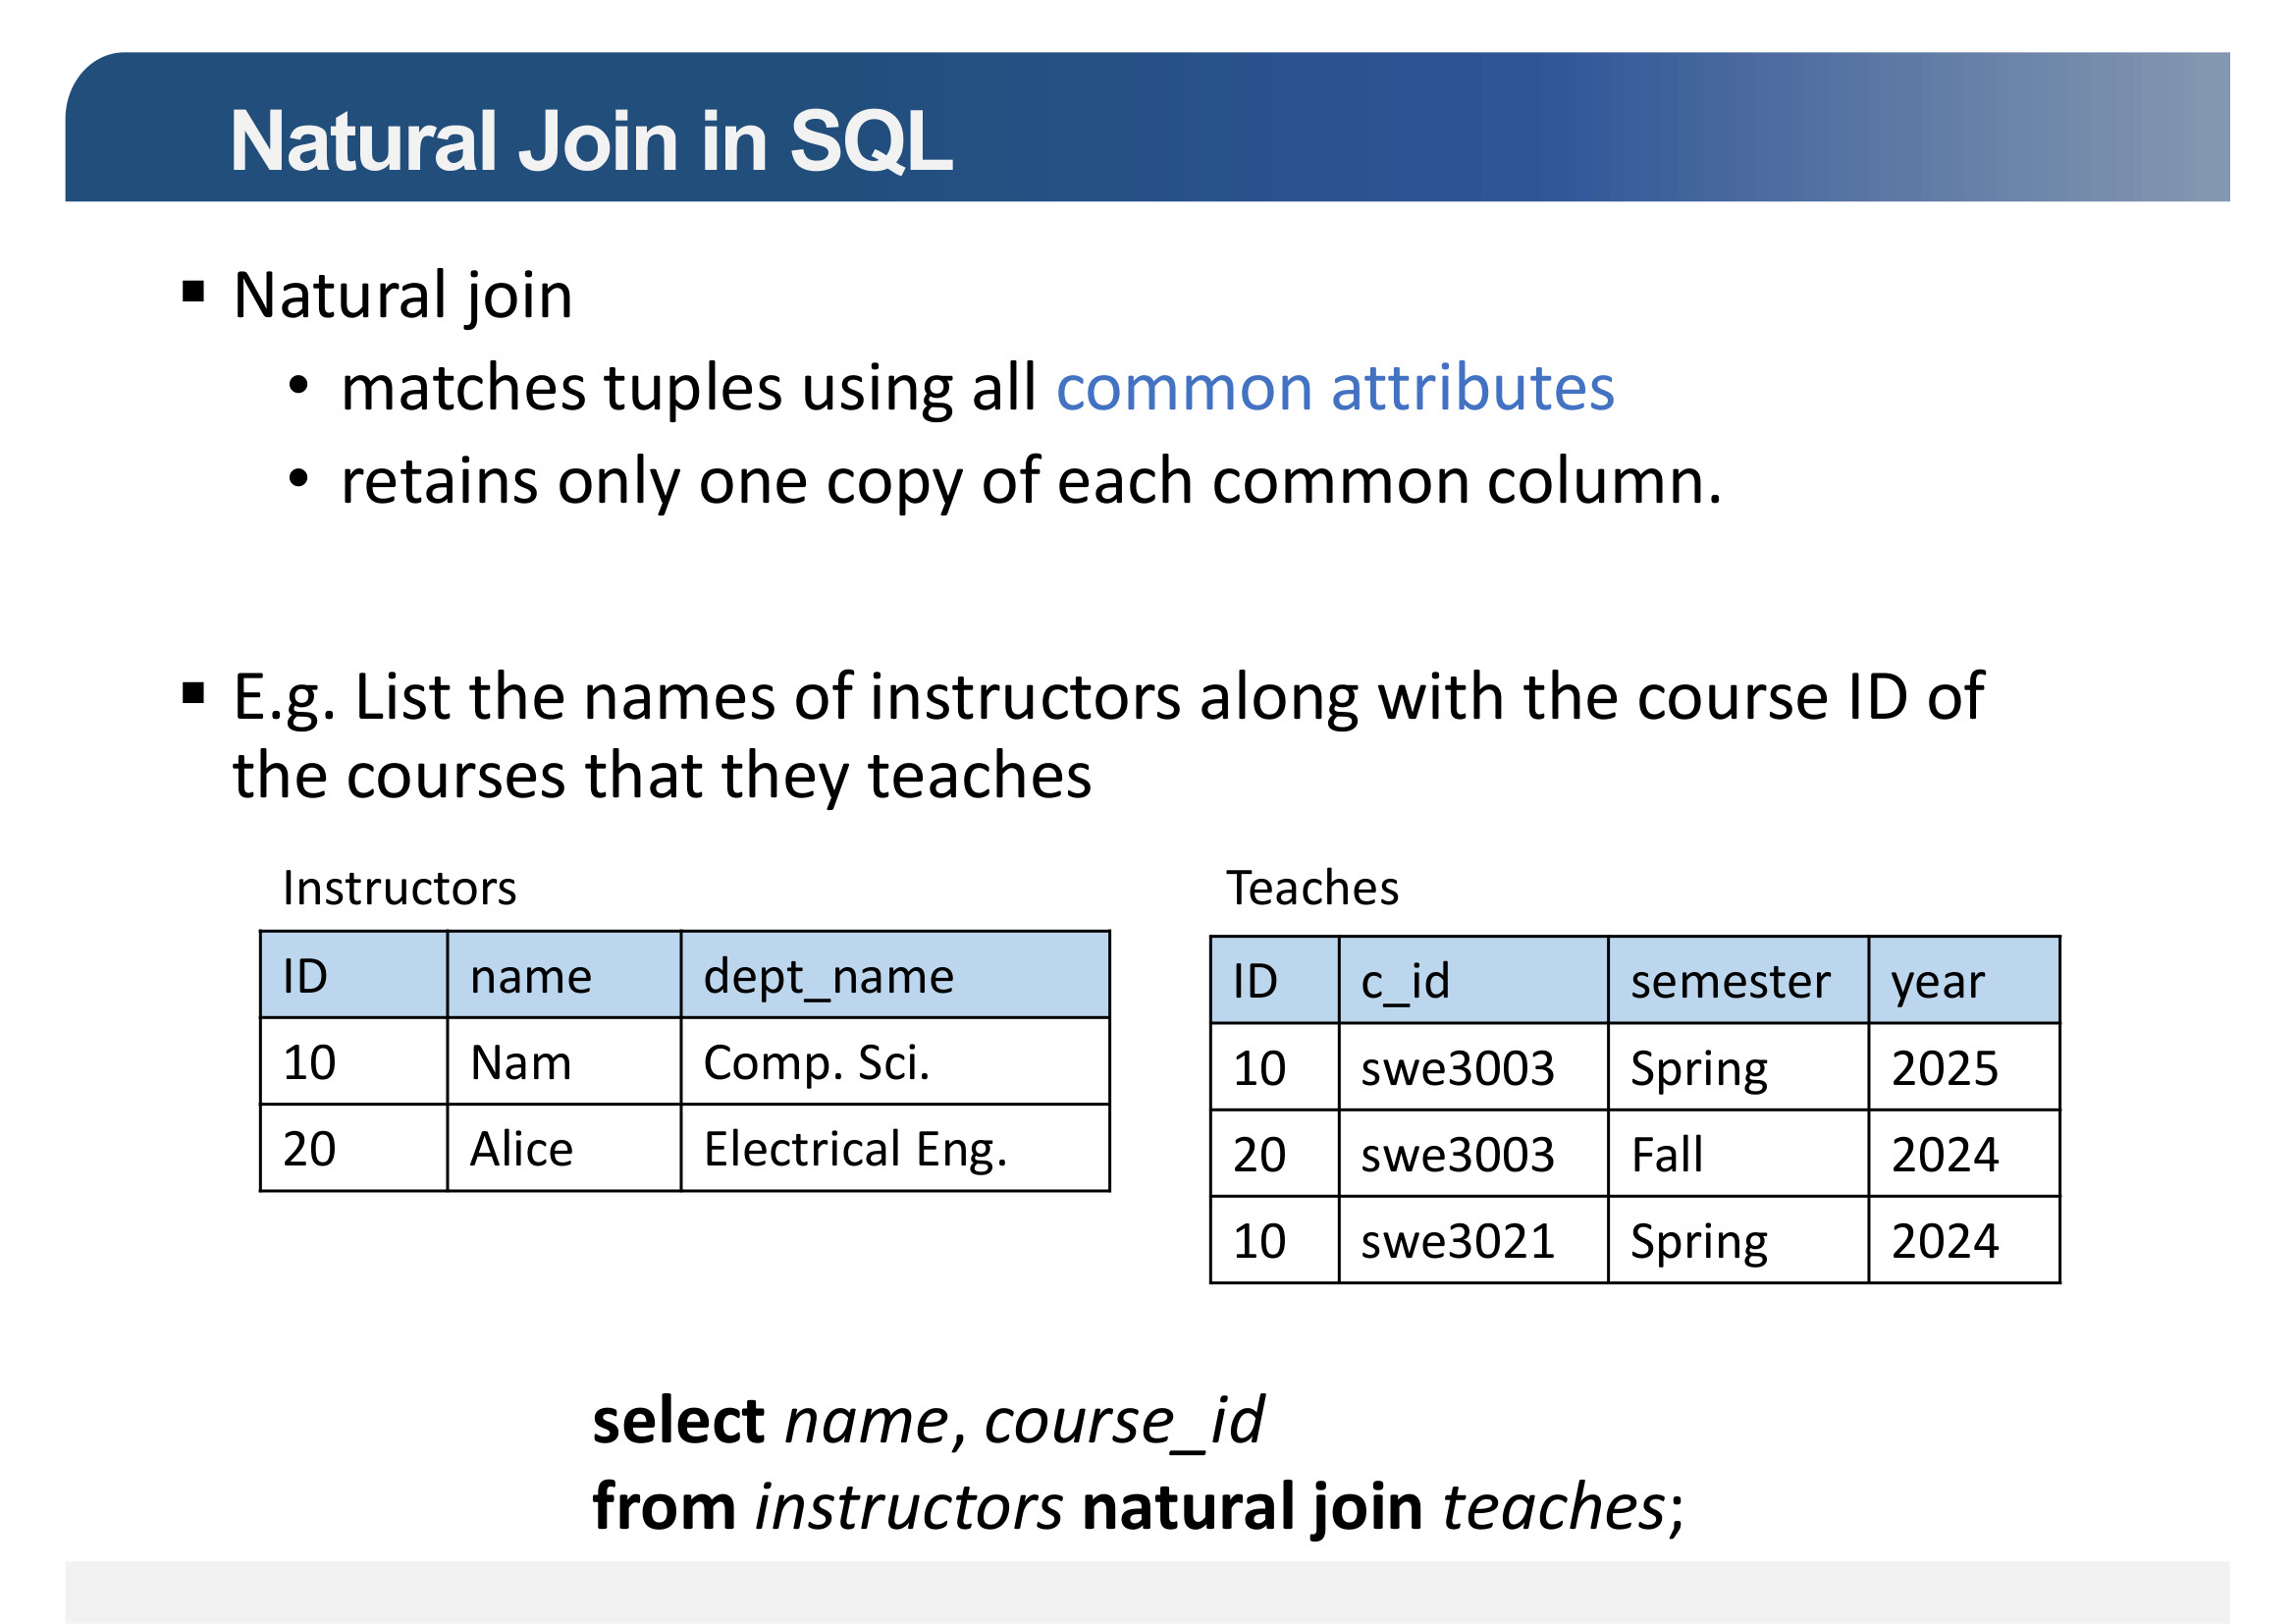 Natural Join in SQL
▪ Natural join
• matches tuples using all common attributes
• retains only one copy of each common column.
▪ E.g. List the names of instructors along with the course ID of
the courses that they teaches
Instructors
ID name dept_name
10 Nam Comp. Sci.
20 Alice Electrical Eng.
Teaches
ID c_id semester year
10 swe3003 Spring 2025
20 swe3003 Fall 2024
10 swe3021 Spring 2024
select name, course_id
from instructors natural join teaches;